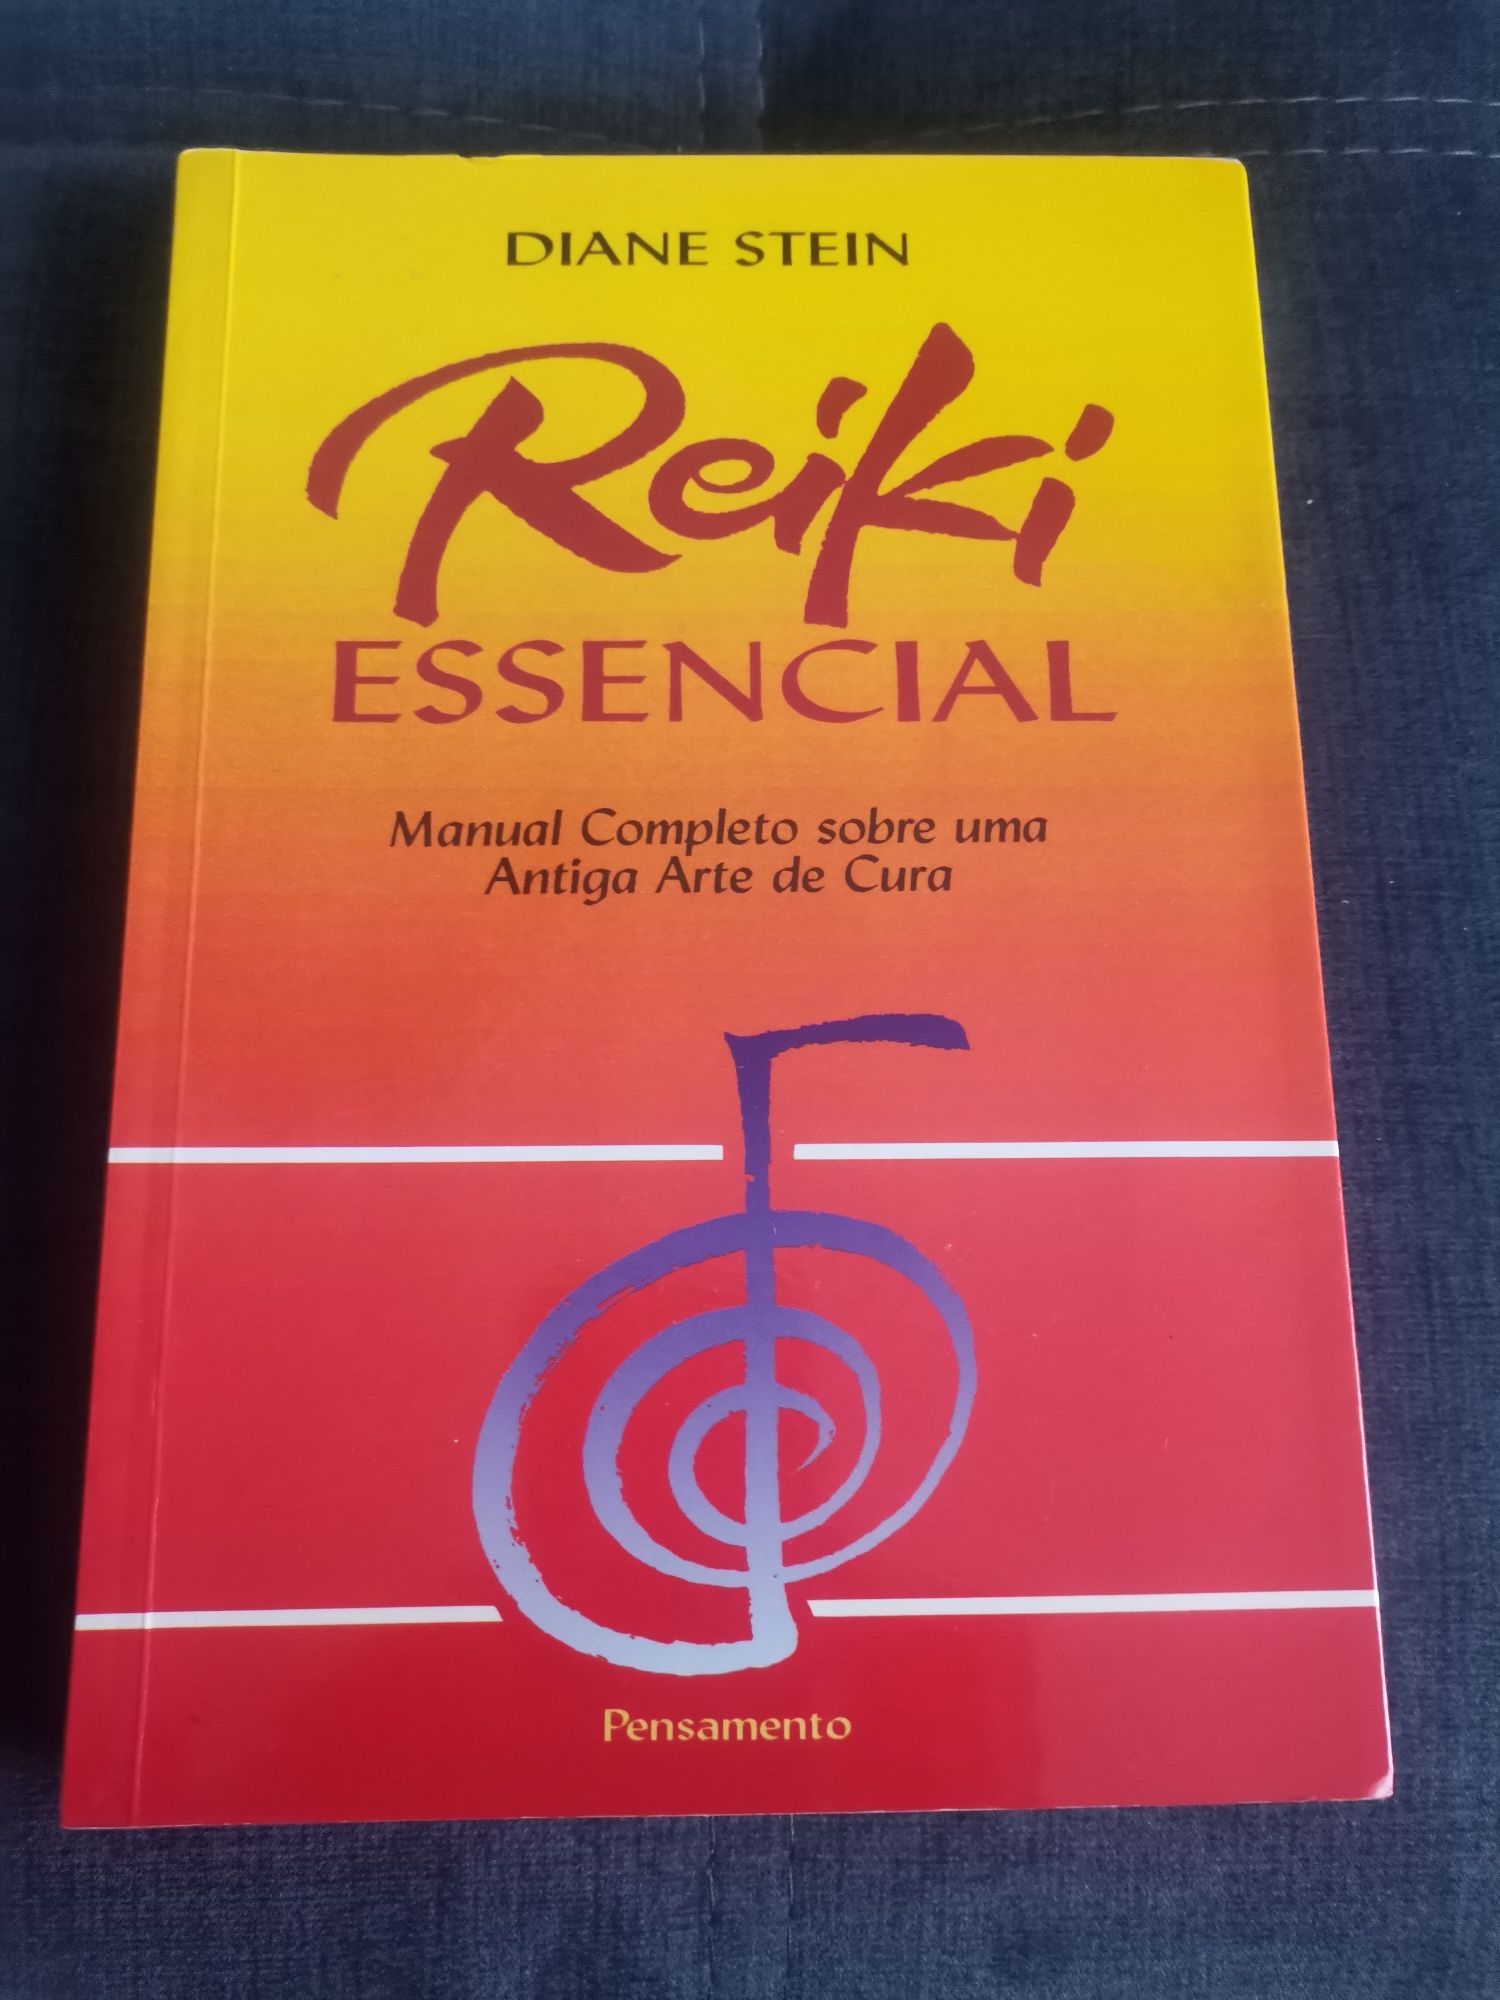 DIANE STEIN
Reiki
ESSENCIAL
Manual Completo sobre uma
Antiga Arte de Cura
Pensamento